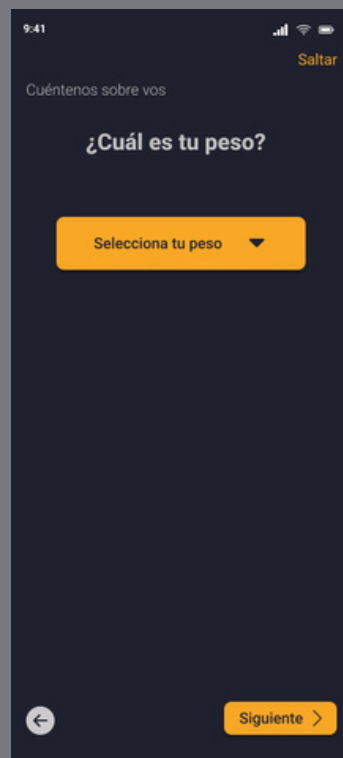 9:41
Saltar
Cuéntenos sobre vos
¿Cuál es tu peso?
Selecciona tu peso
Siguiente